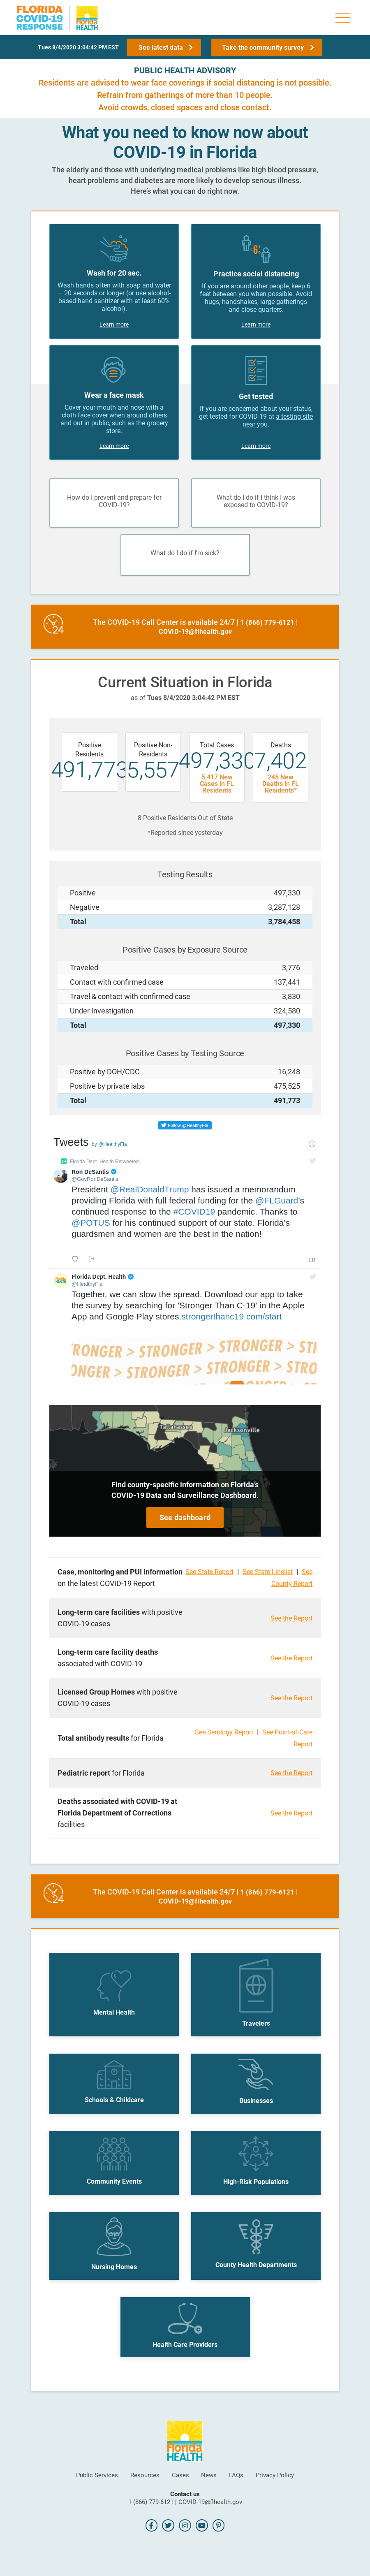 FLORIDA
COVID-19
RESPONSE
Florida
HEALTH
Tues 8/4/2020 3:04:42 PM EST
See latest data
Take the community survey
PUBLIC HEALTH ADVISORY
Residents are advised to wear face coverings if social distancing is not possible.
Refrain from gatherings of more than 10 people.
Avoid crowds, closed spaces and close contact.
What you need to know now about
COVID-19 in Florida
The elderly and those with underlying medical problems like high blood pressure,
heart problems and diabetes are more likely to develop serious illness.
Here's what you can do right now.
Wash for 20 sec.
Wash hands often with soap and water
– 20 seconds or longer (or use alcohol-
based hand sanitizer with at least 60%
alcohol).
Learn more
6'
Practice social distancing
If you are around other people, keep 6
feet between you when possible. Avoid
hugs, handshakes, large gatherings
and close quarters.
Learn more
Wear a face mask
Cover your mouth and nose with a
cloth face cover when around others
and out in public, such as the grocery
store.
Learn more
Get tested
If you are concerned about your status,
get tested for COVID-19 at a testing site
near you.
Learn more
How do I prevent and prepare for
COVID-19?
What do I do if I think I was
exposed to COVID-19?
What do I do if I'm sick?
24
The COVID-19 Call Center is available 24/7 | 1 (866) 779-6121 |
COVID-19@flhealth.gov
Current Situation in Florida
as of Tues 8/4/2020 3:04:42 PM EST
Positive
Residents
491,773
Positive Non-
Residents
5,557
Total Cases
497,330
5,417 New
Cases in FL
Residents
Deaths
7,402
245 New
Deaths in FL
Residents*
8 Positive Residents Out of State
*Reported since yesterday
Testing Results
Positive 497,330
Negative 3,287,128
Total 3,784,458
Positive Cases by Exposure Source
Traveled 3,776
Contact with confirmed case 137,441
Travel & contact with confirmed case 3,830
Under Investigation 324,580
Total 497,330
Positive Cases by Testing Source
Positive by DOH/CDC 16,248
Positive by private labs 475,525
Total 491,773
Follow @HealthyFla
Tweets by @HealthyFla
Florida Dept. Health Retweeted
Ron DeSantis
@GovRonDeSantis
President @RealDonaldTrump has issued a memorandum
providing Florida with full federal funding for the @FLGuard's
continued response to the #COVID19 pandemic. Thanks to
@POTUS for his continued support of our state. Florida's
guardsmen and women are the best in the nation!
11h
Florida Dept. Health
@HealthyFla
Together, we can slow the spread. Download our app to take
the survey by searching for 'Stronger Than C-19' in the Apple
App and Google Play stores.strongerthanc19.com/start
Tallahassee
Jacksonville
Find county-specific information on Florida's
COVID-19 Data and Surveillance Dashboard.
See dashboard
Case, monitoring and PUI information
on the latest COVID-19 Report
See State Report | See State Linelist | See
County Report
Long-term care facilities with positive
COVID-19 cases
See the Report
Long-term care facility deaths
associated with COVID-19
See the Report
Licensed Group Homes with positive
COVID-19 cases
See the Report
Total antibody results for Florida
See Serology Report | See Point-of-Care
Report
Pediatric report for Florida
See the Report
Deaths associated with COVID-19 at
Florida Department of Corrections
facilities
See the Report
24
The COVID-19 Call Center is available 24/7 | 1 (866) 779-6121 |
COVID-19@flhealth.gov
Mental Health
Travelers
Schools & Childcare
Businesses
Community Events
High-Risk Populations
Nursing Homes
County Health Departments
Health Care Providers
Florida
HEALTH
Public Services
Resources
Cases
News
FAQs
Privacy Policy
Contact us
1 (866) 779-6121 | COVID-19@flhealth.gov